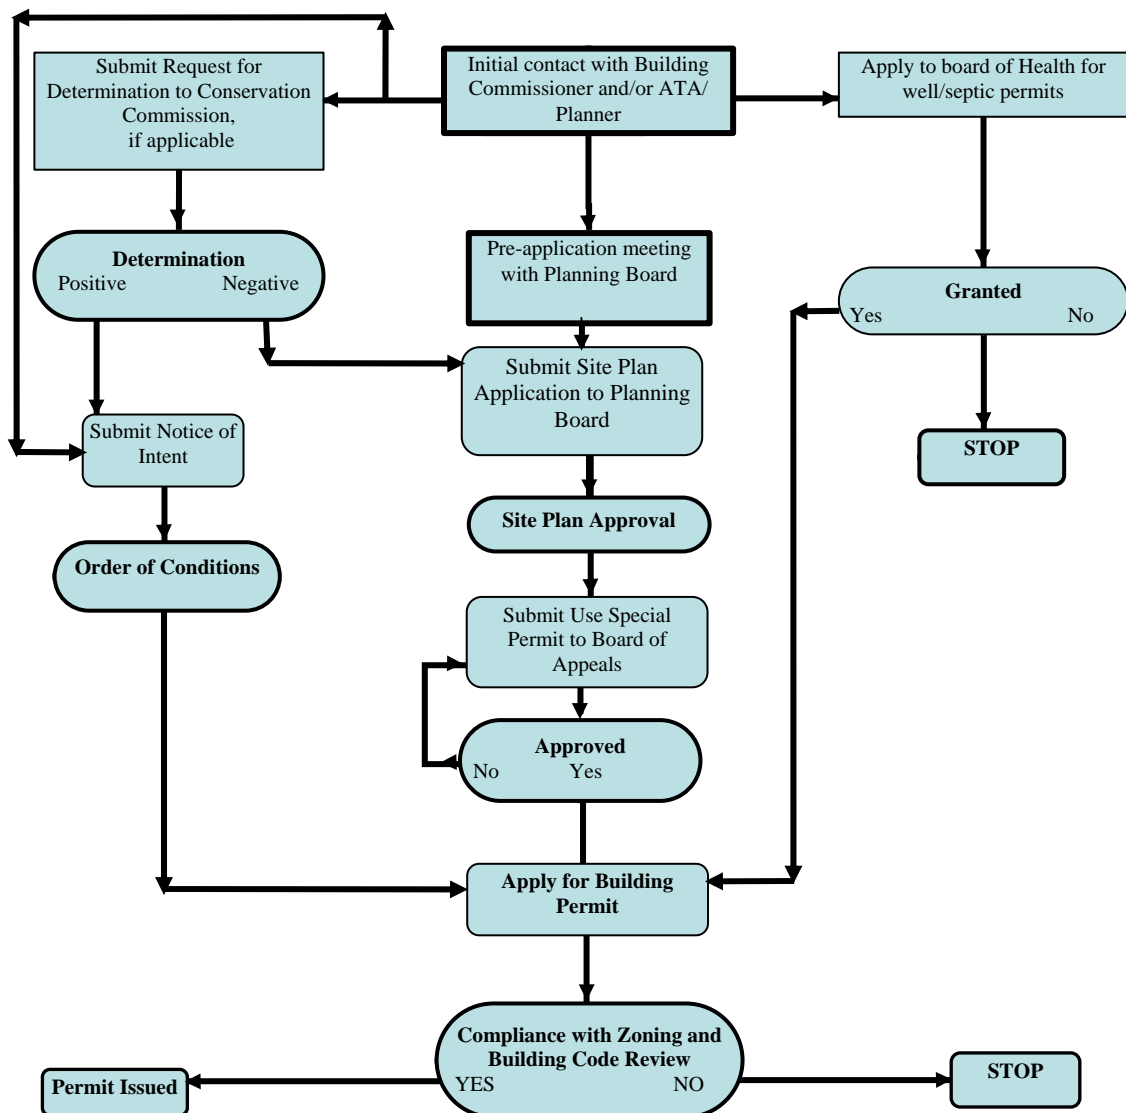 Submit Request for
Determination to Conservation
Commission,
if applicable
Initial contact with Building
Commissioner and/or ATA/
Planner
Apply to board of Health for
well/septic permits
Determination
Positive Negative
Pre-application meeting
with Planning Board
Granted
Yes No
Submit Site Plan
Application to Planning
Board
Submit Notice of
Intent
STOP
Site Plan Approval
Order of Conditions
Submit Use Special
Permit to Board of
Appeals
Approved
No Yes
Apply for Building
Permit
Compliance with Zoning and
Building Code Review
YES NO
Permit Issued
STOP